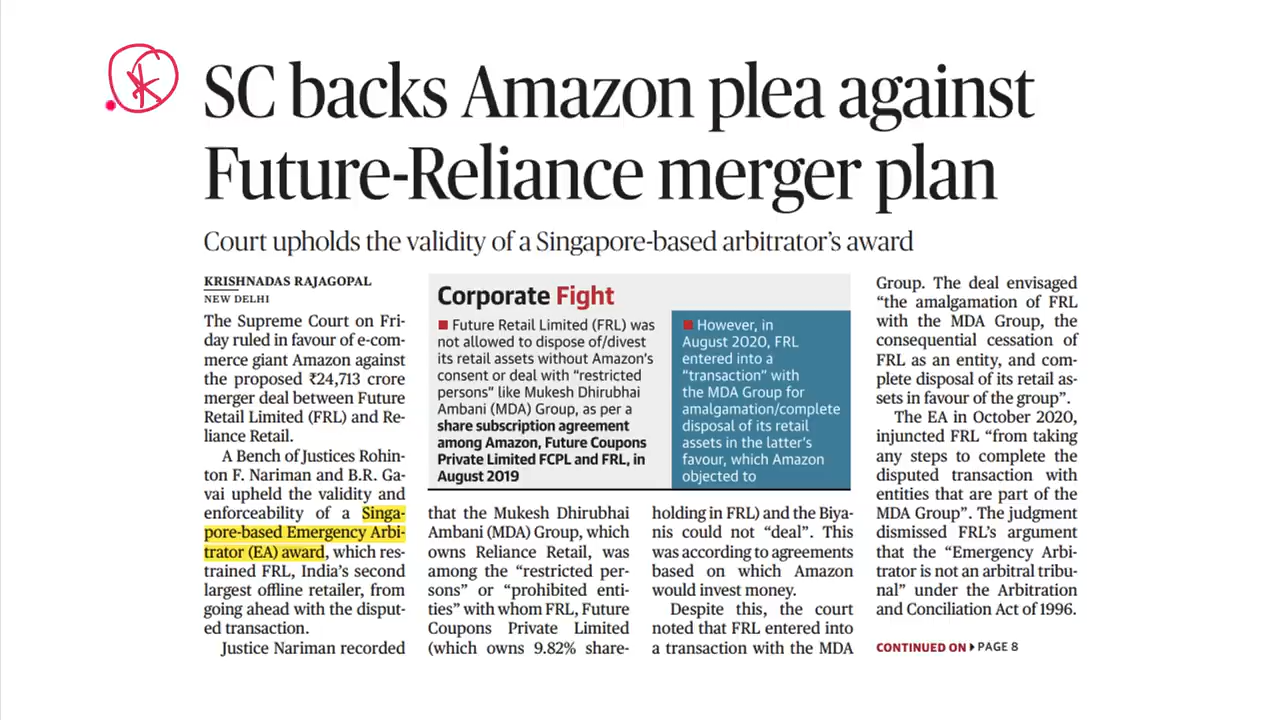 SC backs Amazon plea against
Future-Reliance merger plan
Court upholds the validity of a Singapore-based arbitrator's award
KRISHNADAS RAJAGOPAL
NEW DELHI
The Supreme Court on Fri-
day ruled in favour of e-com-
merce giant Amazon against
the proposed ₹24,713 crore
merger deal between Future
Retail Limited (FRL) and Re-
liance Retail.
A Bench of Justices Rohin-
ton F. Nariman and B.R. Ga-
vai upheld the validity and
enforceability of a Singa-
pore-based Emergency Arbi-
trator (EA) award, which res-
trained FRL, India's second
largest offline retailer, from
going ahead with the disput-
ed transaction.
Justice Nariman recorded
Corporate Fight
Future Retail Limited (FRL) was
not allowed to dispose of/divest
its retail assets without Amazon's
consent or deal with "restricted
persons" like Mukesh Dhirubhai
Ambani (MDA) Group, as per a
share subscription agreement
among Amazon, Future Coupons
Private Limited FCPL and FRL, in
August 2019
However, in
August 2020, FRL
entered into a
"transaction" with
the MDA Group for
amalgamation/complete
disposal of its retail
assets in the latter's
favour, which Amazon
objected to
that the Mukesh Dhirubhai
Ambani (MDA) Group, which
owns Reliance Retail, was
among the "restricted per-
sons" or "prohibited enti-
ties" with whom FRL, Future
Coupons Private Limited
(which owns 9.82% share-
holding in FRL) and the Biya-
nis could not "deal". This
was according to agreements
based on which Amazon
would invest money.
Despite this, the court
noted that FRL entered into
a transaction with the MDA
Group. The deal envisaged
"the amalgamation of FRL
with the MDA Group, the
consequential cessation of
FRL as an entity, and com-
plete disposal of its retail as-
sets in favour of the group".
The EA in October 2020,
injuncted FRL "from taking
any steps to complete the
disputed transaction with
entities that are part of the
MDA Group". The judgment
dismissed FRL's argument
that the "Emergency Arbi-
trator is not an arbitral tribu-
nal" under the Arbitration
and Conciliation Act of 1996.
CONTINUED ON PAGE 8